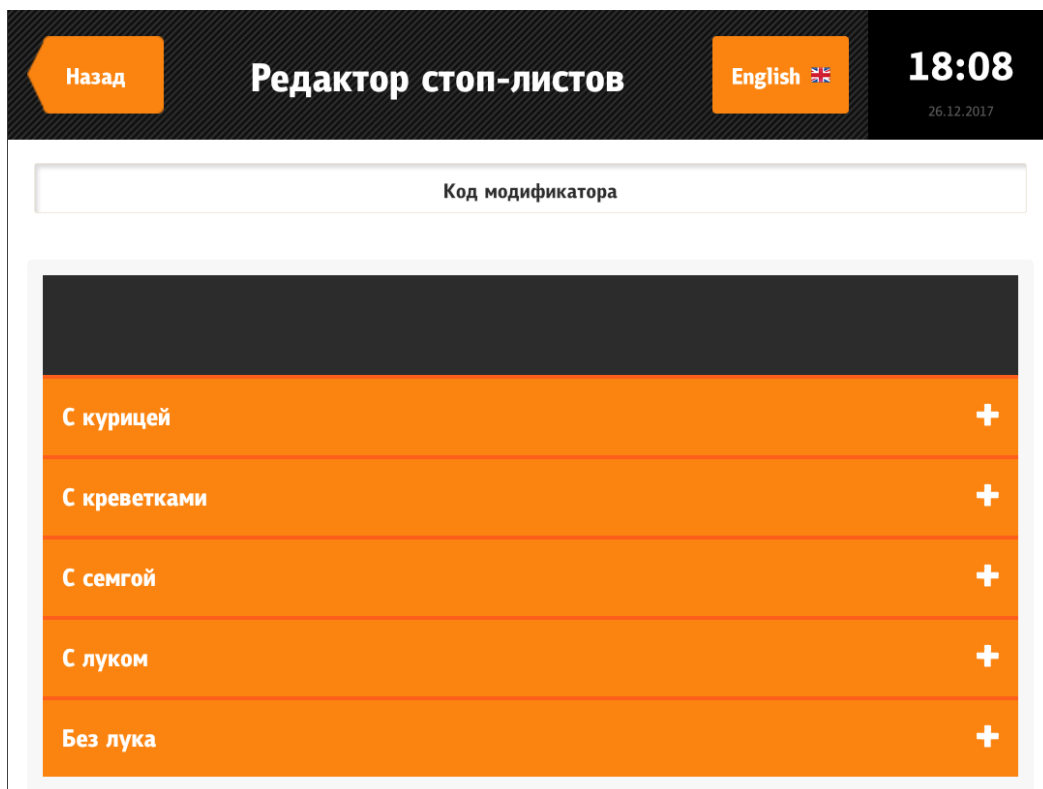 Назад
Редактор стоп-листов
English
18:08
26.12.2017
Код модификатора
С курицей
С креветками
С семгой
С луком
Без лука